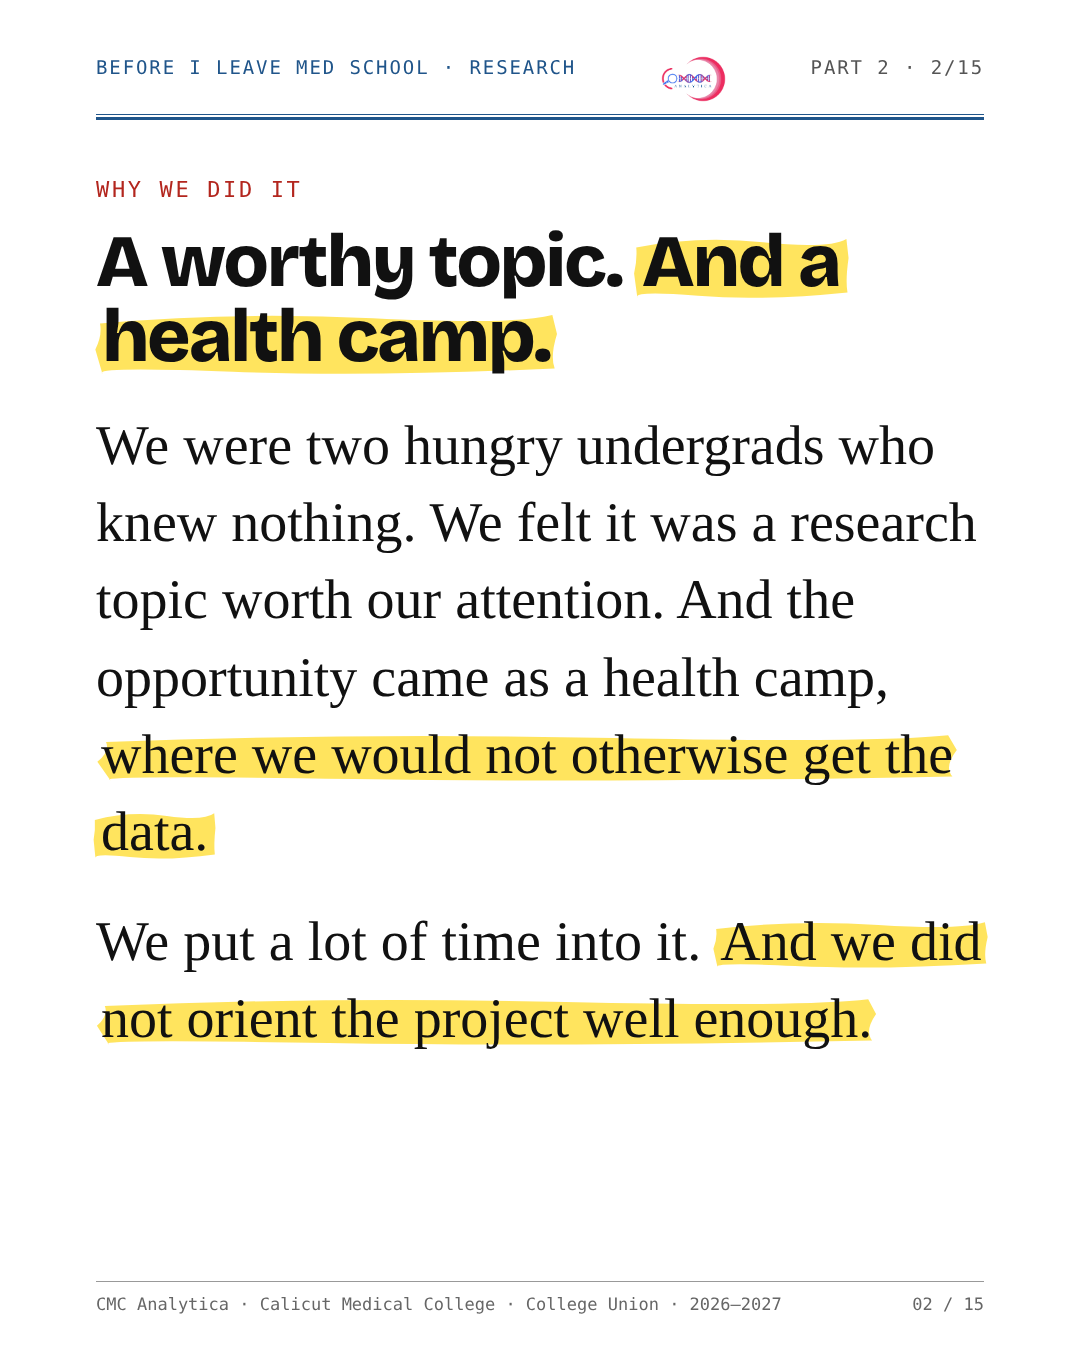 BEFORE I LEAVE MED SCHOOL · RESEARCH
ANALYTICA
PART 2 · 2/15
WHY WE DID IT
A worthy topic. And a
health camp.
We were two hungry undergrads who
knew nothing. We felt it was a research
topic worth our attention. And the
opportunity came as a health camp,
where we would not otherwise get the
data.
We put a lot of time into it. And we did
not orient the project well enough.
CMC Analytica · Calicut Medical College · College Union · 2026–2027
02 / 15